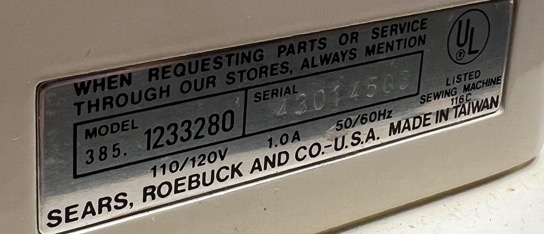 WHEN REQUESTING PARTS OR SERVICE
THROUGH OUR STORES, ALWAYS MENTION
UL
®
MODEL
385. 1233280
SERIAL
LISTED
SEWING MACHINE
116C
110/120V 1.0A 50/60Hz
SEARS, ROEBUCK AND CO.-U.S.A. MADE IN TAIWAN